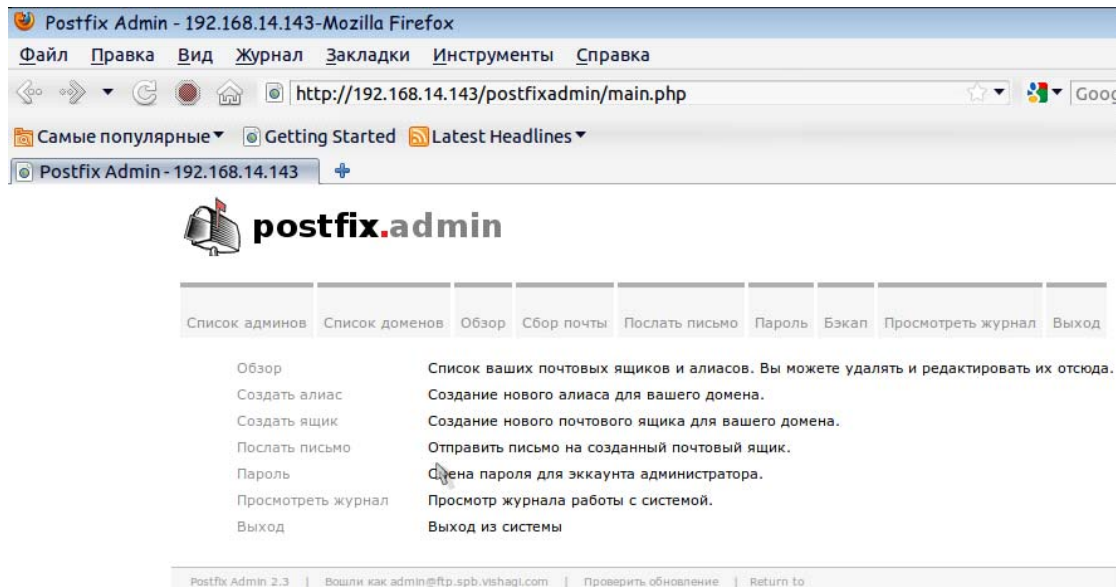 Postfix Admin - 192.168.14.143-Mozilla Firefox
Файл Правка Вид Журнал Закладки Инструменты Справка
http://192.168.14.143/postfixadmin/main.php
Самые популярные Getting Started Latest Headlines
Postfix Admin - 192.168.14.143
postfix.admin
Список админов Список доменов Обзор Сбор почты Послать письмо Пароль Бэкап Просмотреть журнал Выход
Обзор Список ваших почтовых ящиков и алиасов. Вы можете удалять и редактировать их отсюда.
Создать алиас Создание нового алиаса для вашего домена.
Создать ящик Создание нового почтового ящика для вашего домена.
Послать письмо Отправить письмо на созданный почтовый ящик.
Пароль Смена пароля для эккаунта администратора.
Просмотреть журнал Просмотр журнала работы с системой.
Выход Выход из системы
Postfix Admin 2.3 | Вошли как admin@ftp.spb.vishagi.com | Проверить обновление | Return to